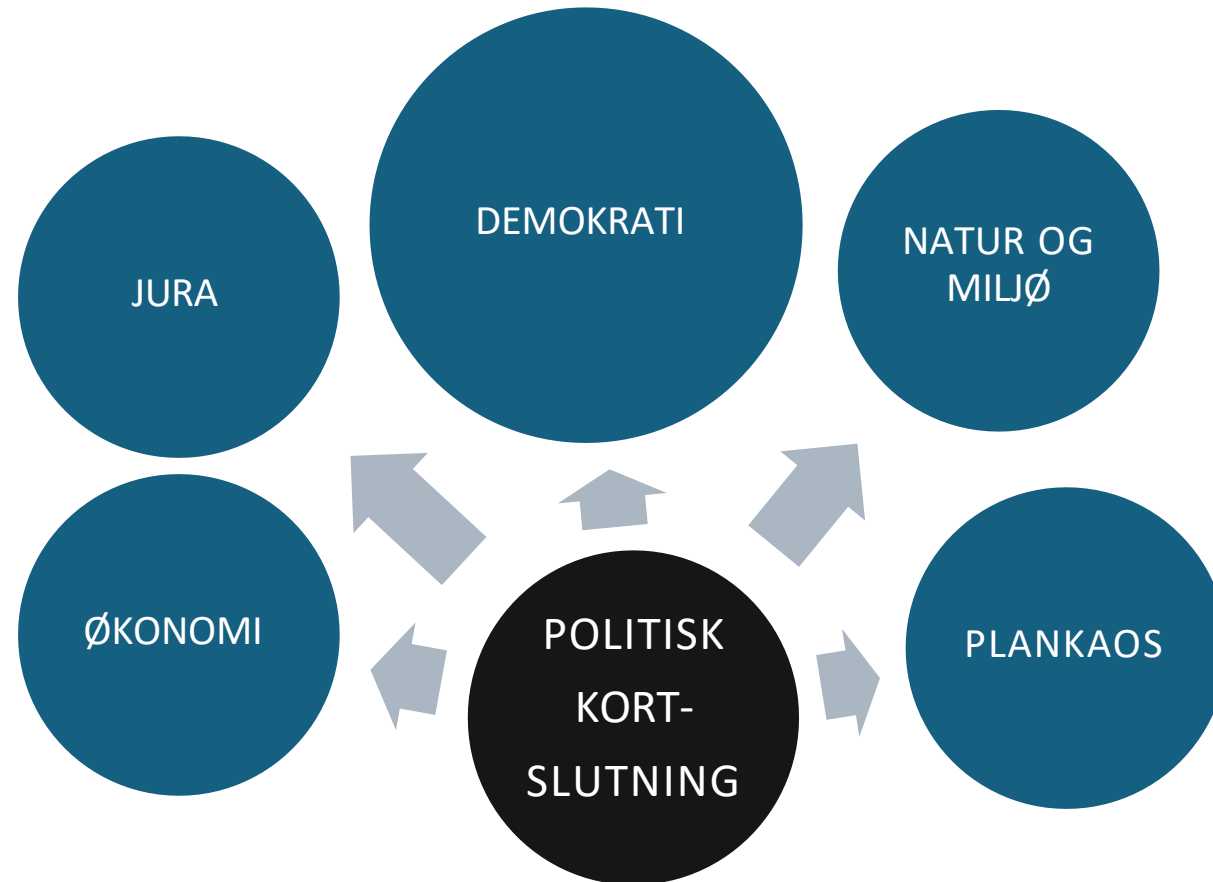 DEMOKRATI
NATUR OG
MILJØ
JURA
ØKONOMI
POLITISK
KORT-
SLUTNING
PLANKAOS